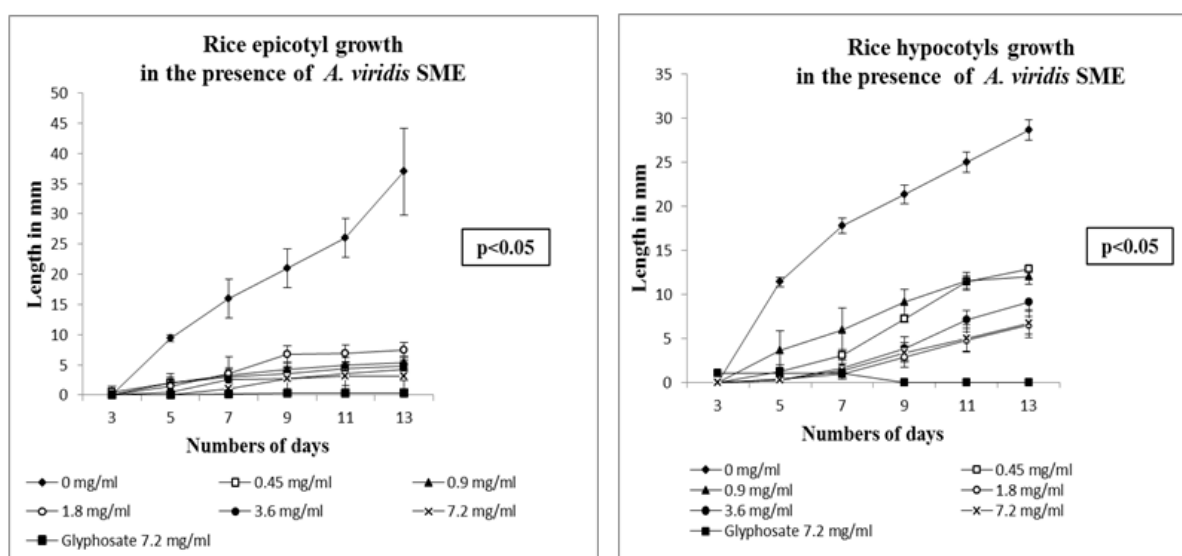 Rice epicotyl growth
in the presence of A. viridis SME
50
45
40
35
30
25
20
15
10
5
0
Length in mm
p<0.05
3 5 7 9 11 13
Numbers of days
0 mg/ml 0.45 mg/ml 0.9 mg/ml
1.8 mg/ml 3.6 mg/ml 7.2 mg/ml
Glyphosate 7.2 mg/ml
Rice hypocotyls growth
in the presence of A. viridis SME
35
30
25
20
15
10
5
0
Length in mm
p<0.05
3 5 7 9 11 13
Numbers of days
0 mg/ml 0.45 mg/ml
0.9 mg/ml 1.8 mg/ml
3.6 mg/ml 7.2 mg/ml
Glyphosate 7.2 mg/ml